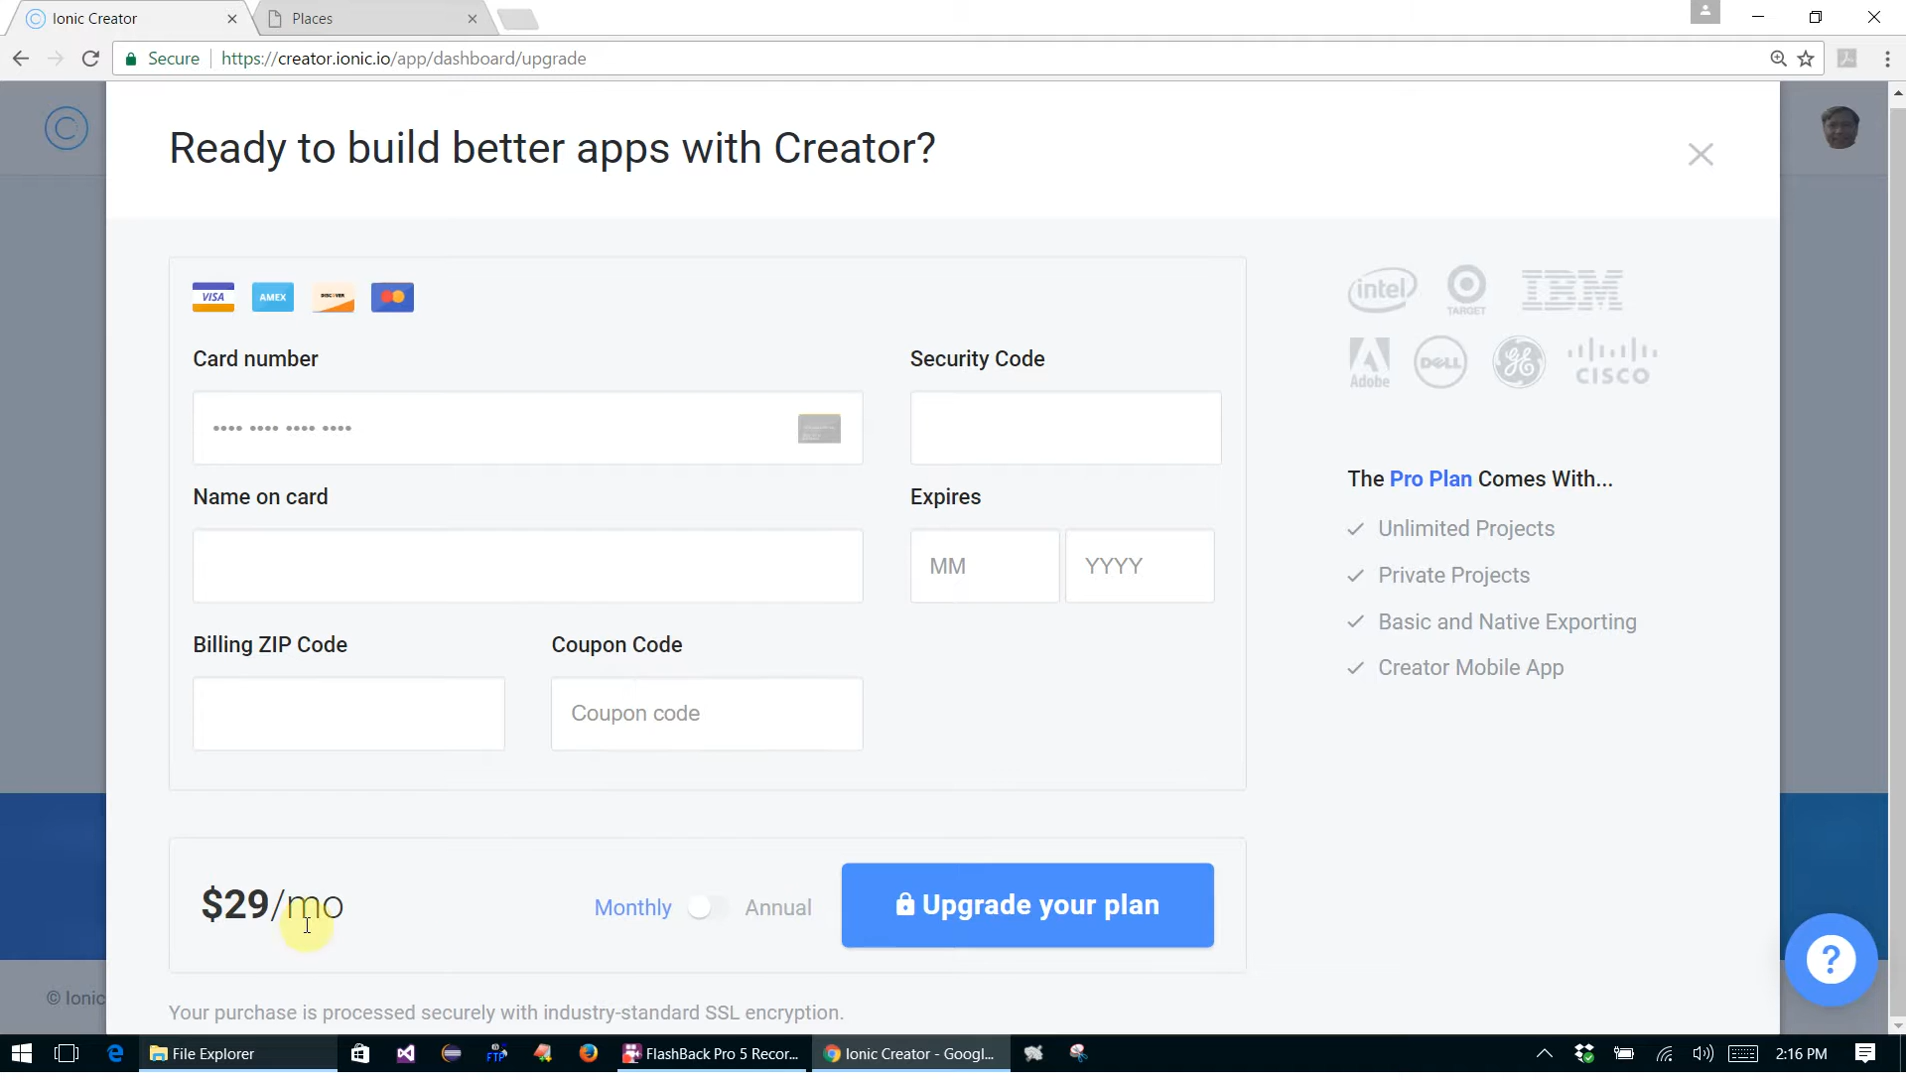 Ionic Creator
Places
Secure
https://creator.ionic.io/app/dashboard/upgrade
Ready to build better apps with Creator?
VISA
AMEX
DISCOVER
intel
TARGET
IBM
Adobe
DELL
GE
CISCO
Card number
Security Code
•••• •••• •••• ••••
Name on card
Expires
MM
YYYY
Billing ZIP Code
Coupon Code
Coupon code
The Pro Plan Comes With...
Unlimited Projects
Private Projects
Basic and Native Exporting
Creator Mobile App
$29/mo
Monthly
Annual
Upgrade your plan
?
© Ionic
Your purchase is processed securely with industry-standard SSL encryption.
File Explorer
FTP
FlashBack Pro 5 Recor...
Ionic Creator - Googl...
2:16 PM